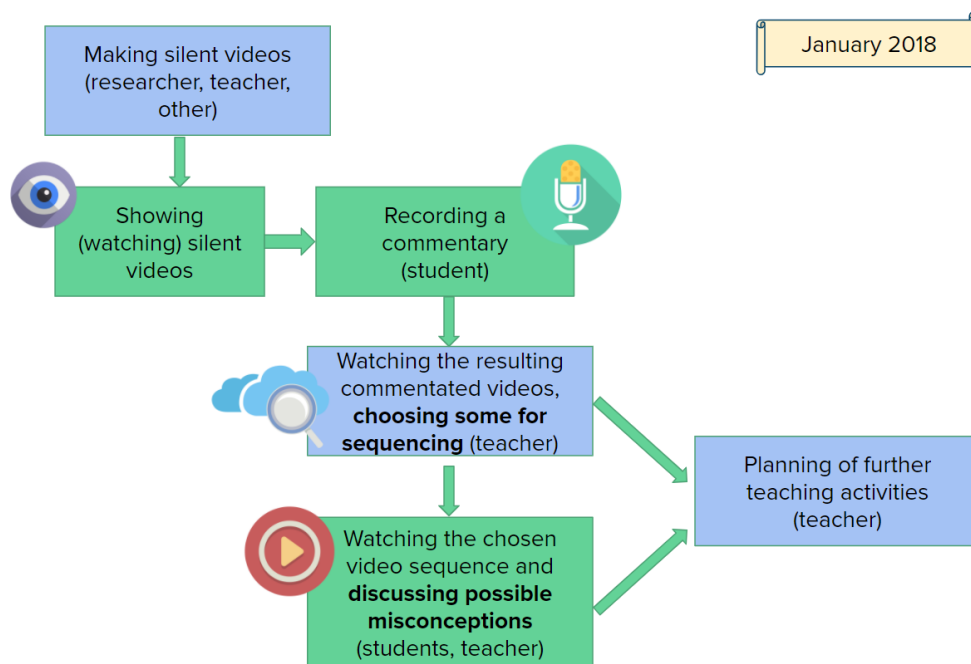 Making silent videos
(researcher, teacher,
other)
January 2018
Showing
(watching) silent
videos
Recording a
commentary
(student)
Watching the resulting
commentated videos,
choosing some for
sequencing (teacher)
Planning of further
teaching activities
(teacher)
Watching the chosen
video sequence and
discussing possible
misconceptions
(students, teacher)